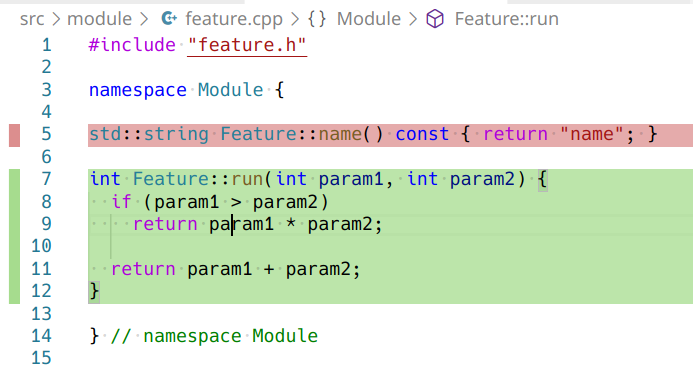 src > module > feature.cpp > {} Module > Feature::run
1 #include "feature.h"
2
3 namespace Module {
4
5 std::string Feature::name() const { return "name"; }
6
7 int Feature::run(int param1, int param2) {
8   if (param1 > param2)
9     return param1 * param2;
10
11   return param1 + param2;
12 }
13
14 } // namespace Module
15